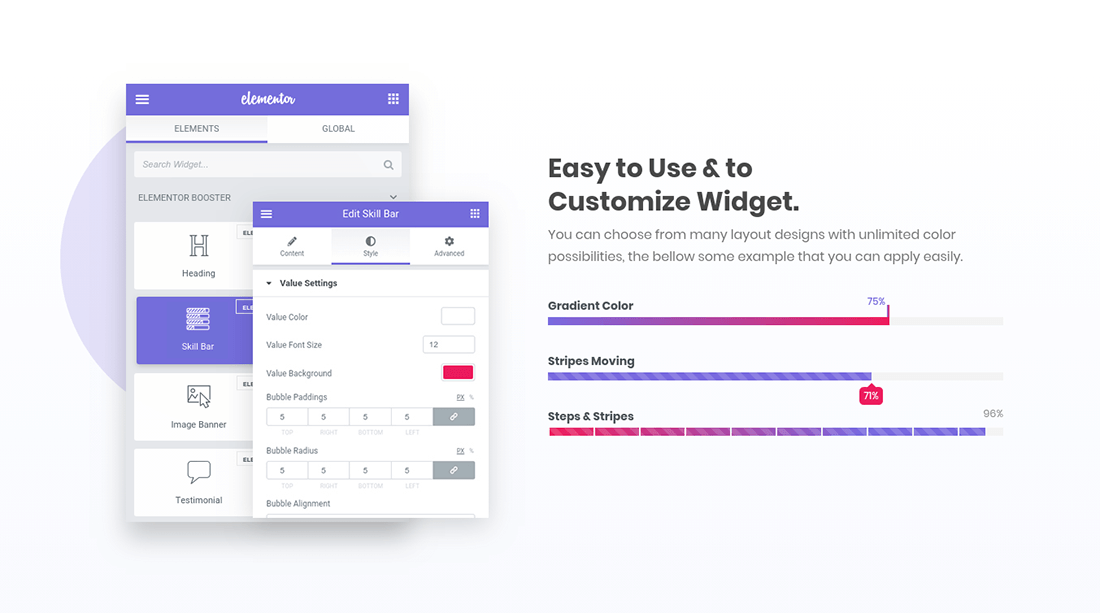 elementor
ELEMENTS GLOBAL
Search Widget...
ELEMENTOR BOOSTER
Heading
Skill Bar
Image Banner
Testimonial
Edit Skill Bar
Content Style Advanced
Value Settings
Value Color
Value Font Size 12
Value Background
Bubble Paddings PX %
5 5 5 5
TOP RIGHT BOTTOM LEFT
Bubble Radius PX %
5 5 5 5
TOP RIGHT BOTTOM LEFT
Bubble Alignment
Easy to Use & to
Customize Widget.
You can choose from many layout designs with unlimited color
possibilities, the bellow some example that you can apply easily.
Gradient Color 75%
Stripes Moving
71%
Steps & Stripes 96%